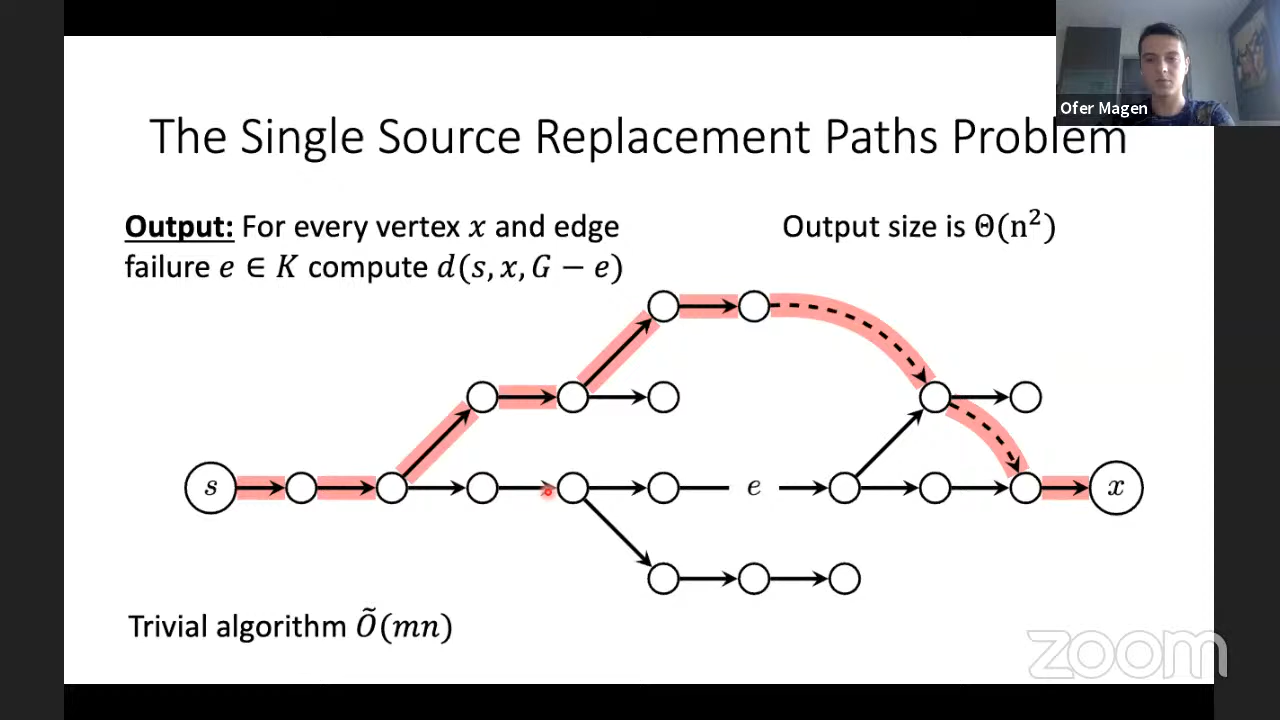 Ofer Magen
The Single Source Replacement Paths Problem
Output: For every vertex x and edge
failure e ∈ K compute d(s, x, G − e)
Output size is Θ(n²)
s
e
x
Trivial algorithm Õ(mn)
zoom